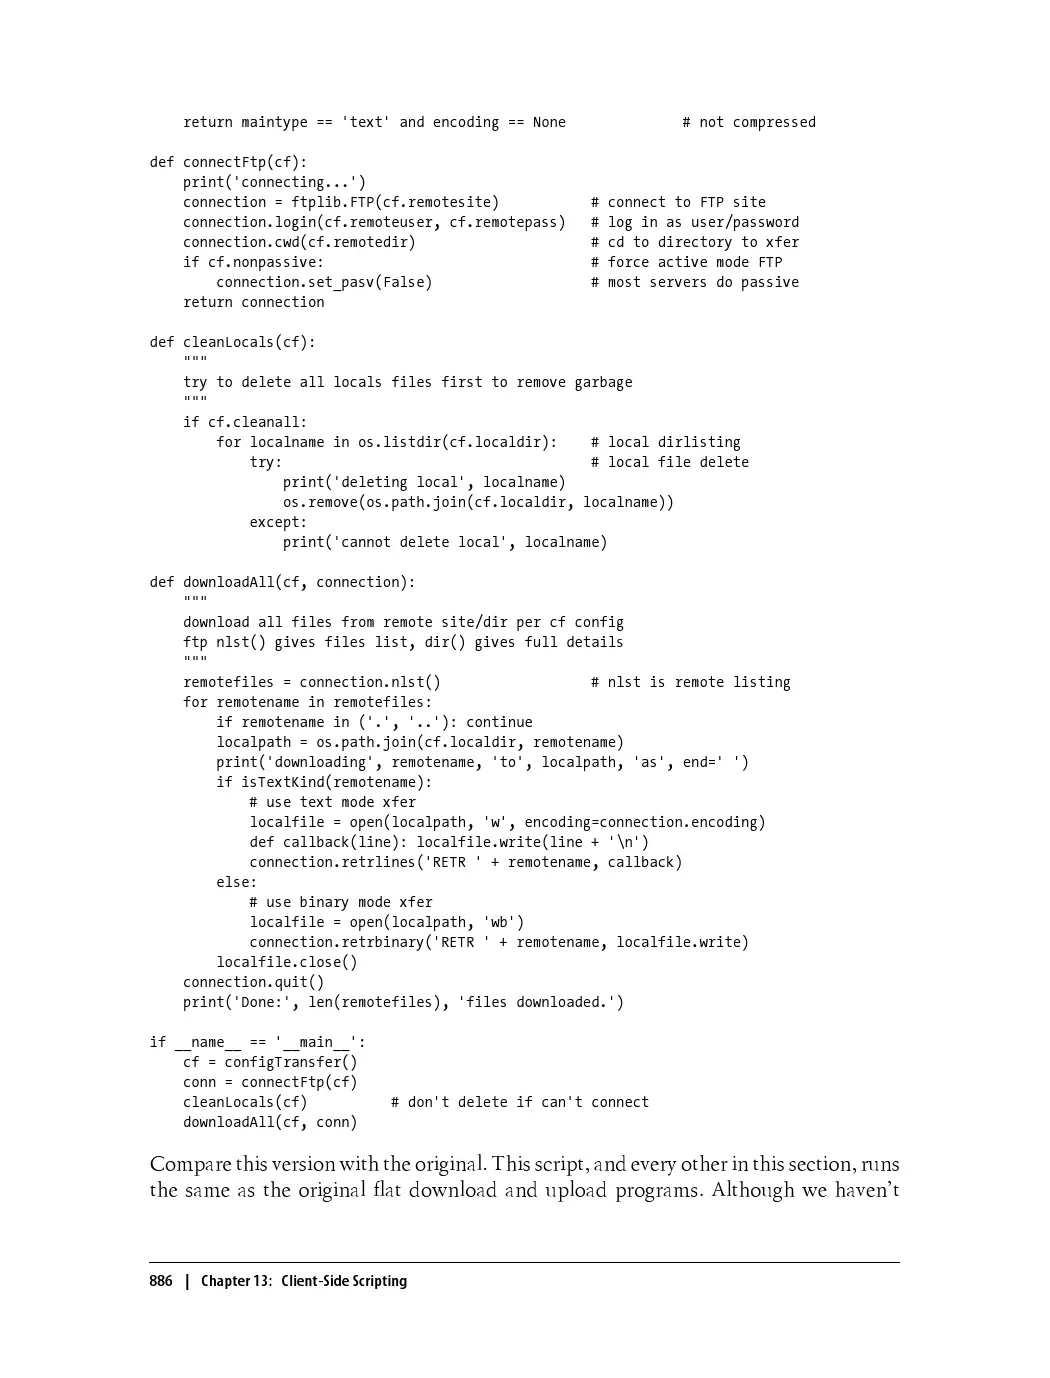 return maintype == 'text' and encoding == None              # not compressed

def connectFtp(cf):
    print('connecting...')
    connection = ftplib.FTP(cf.remotesite)           # connect to FTP site
    connection.login(cf.remoteuser, cf.remotepass)   # log in as user/password
    connection.cwd(cf.remotedir)                     # cd to directory to xfer
    if cf.nonpassive:                                # force active mode FTP
        connection.set_pasv(False)                   # most servers do passive
    return connection

def cleanLocals(cf):
    """
    try to delete all locals files first to remove garbage
    """
    if cf.cleanall:
        for localname in os.listdir(cf.localdir):    # local dirlisting
            try:                                     # local file delete
                print('deleting local', localname)
                os.remove(os.path.join(cf.localdir, localname))
            except:
                print('cannot delete local', localname)

def downloadAll(cf, connection):
    """
    download all files from remote site/dir per cf config
    ftp nlst() gives files list, dir() gives full details
    """
    remotefiles = connection.nlst()                  # nlst is remote listing
    for remotename in remotefiles:
        if remotename in ('.', '..'): continue
        localpath = os.path.join(cf.localdir, remotename)
        print('downloading', remotename, 'to', localpath, 'as', end=' ')
        if isTextKind(remotename):
            # use text mode xfer
            localfile = open(localpath, 'w', encoding=connection.encoding)
            def callback(line): localfile.write(line + '\n')
            connection.retrlines('RETR ' + remotename, callback)
        else:
            # use binary mode xfer
            localfile = open(localpath, 'wb')
            connection.retrbinary('RETR ' + remotename, localfile.write)
        localfile.close()
    connection.quit()
    print('Done:', len(remotefiles), 'files downloaded.')

if __name__ == '__main__':
    cf = configTransfer()
    conn = connectFtp(cf)
    cleanLocals(cf)          # don't delete if can't connect
    downloadAll(cf, conn)

Compare this version with the original. This script, and every other in this section, runs
the same as the original flat download and upload programs. Although we haven't

886 | Chapter 13: Client-Side Scripting